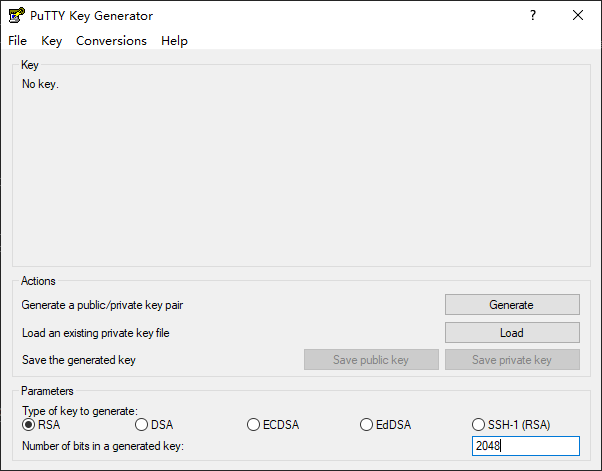 PuTTY Key Generator
?
File Key Conversions Help
Key
No key.
Actions
Generate a public/private key pair
Generate
Load an existing private key file
Load
Save the generated key
Save public key
Save private key
Parameters
Type of key to generate:
RSA
DSA
ECDSA
EdDSA
SSH-1 (RSA)
Number of bits in a generated key:
2048